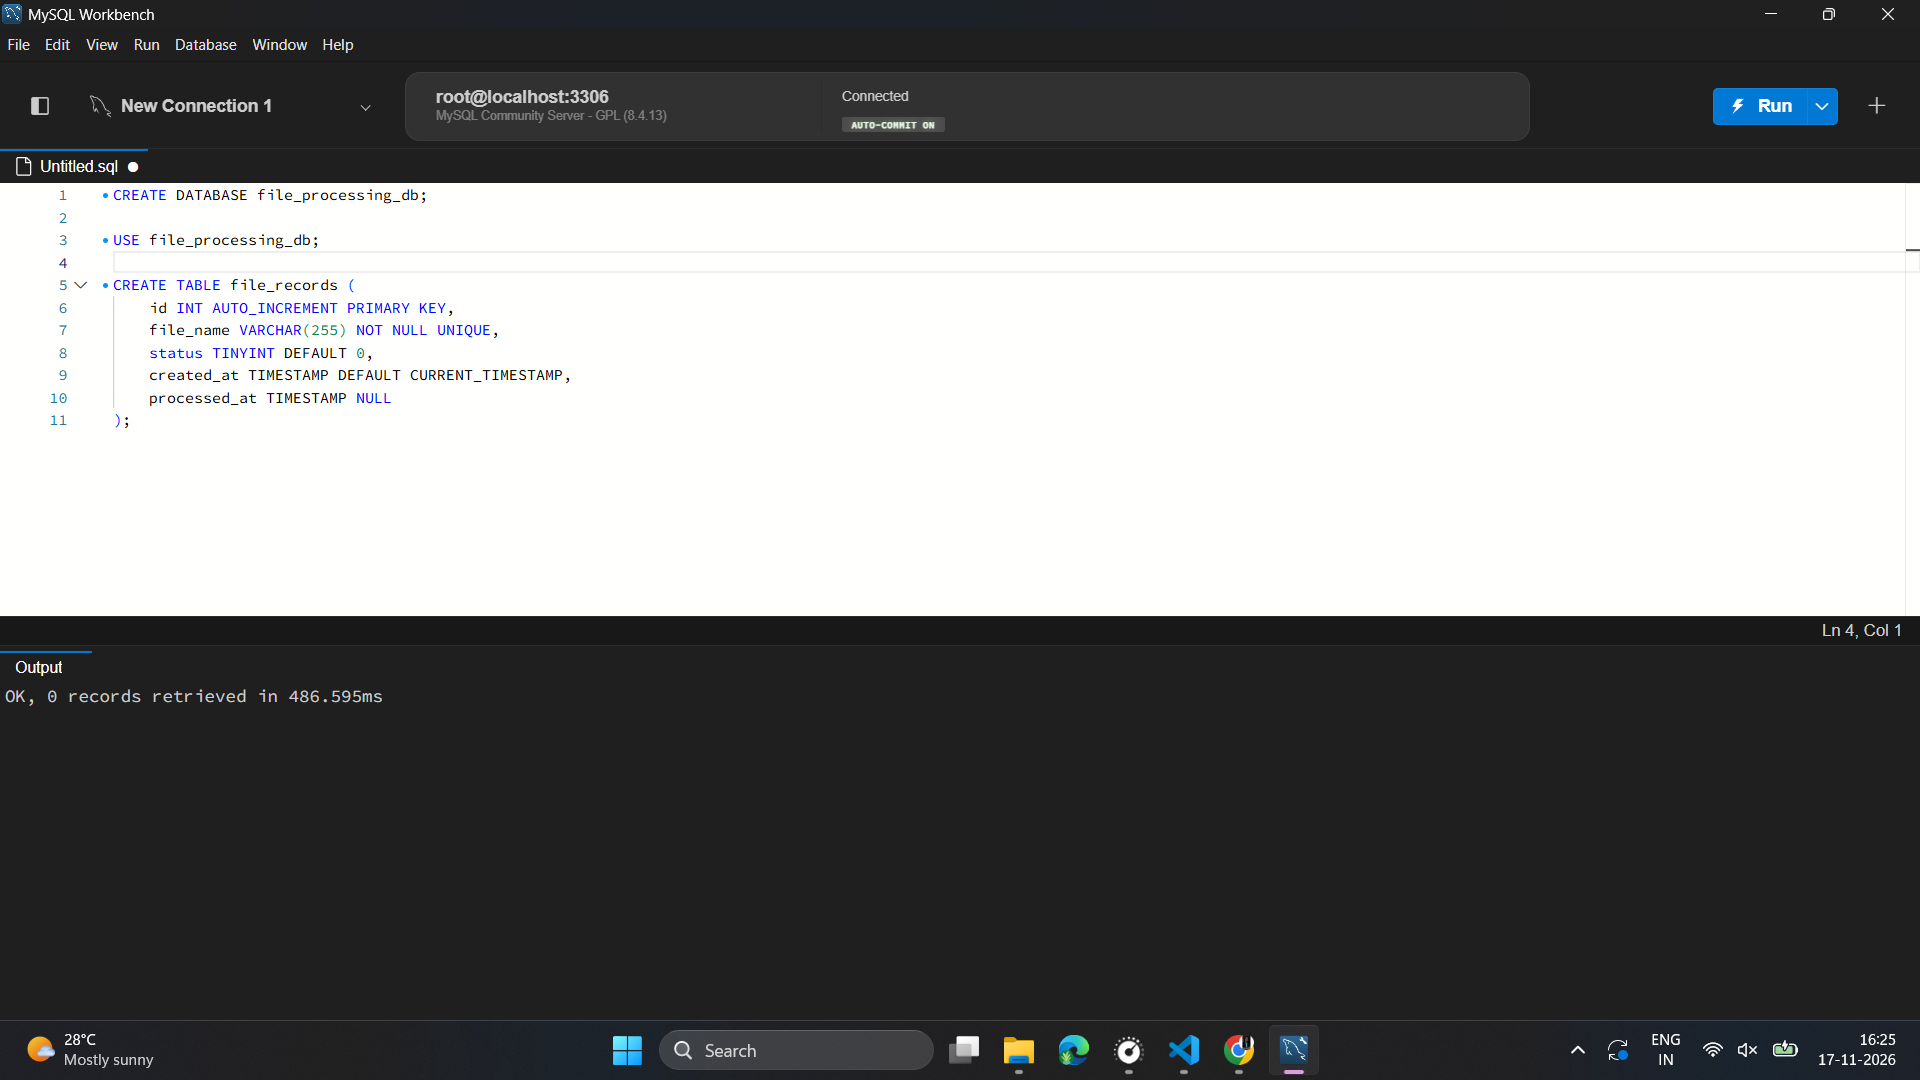 MySQL Workbench
File Edit View Run Database Window Help
New Connection 1
root@localhost:3306
MySQL Community Server - GPL (8.4.13)
Connected
AUTO-COMMIT ON
Run
Untitled.sql
1 CREATE DATABASE file_processing_db;
2
3 USE file_processing_db;
4
5 CREATE TABLE file_records (
6 id INT AUTO_INCREMENT PRIMARY KEY,
7 file_name VARCHAR(255) NOT NULL UNIQUE,
8 status TINYINT DEFAULT 0,
9 created_at TIMESTAMP DEFAULT CURRENT_TIMESTAMP,
10 processed_at TIMESTAMP NULL
11 );
Ln 4, Col 1
Output
OK, 0 records retrieved in 486.595ms
28°C
Mostly sunny
Search
ENG
IN
16:25
17-11-2026